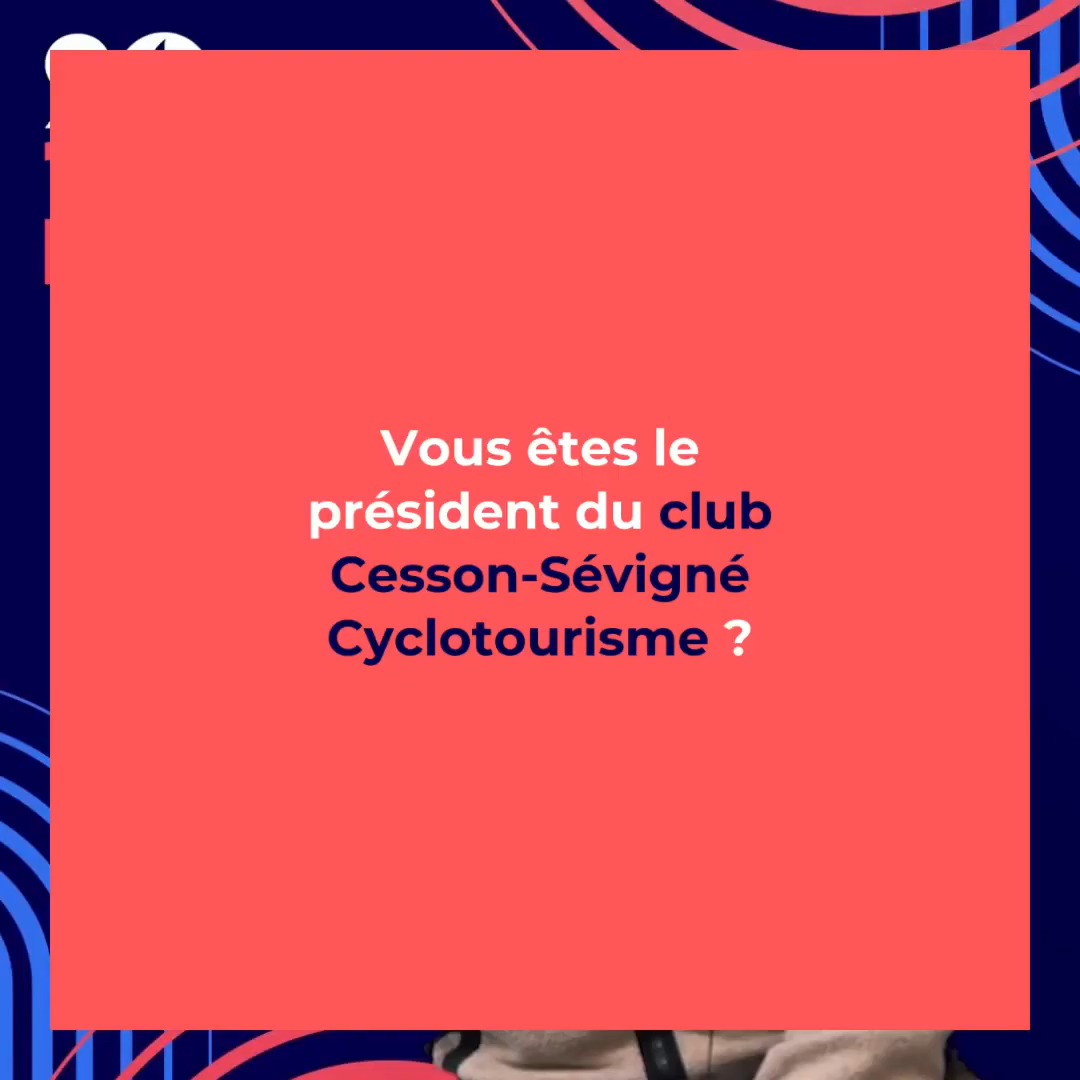 Vous êtes le
président du club
Cesson-Sévigné
Cyclotourisme ?